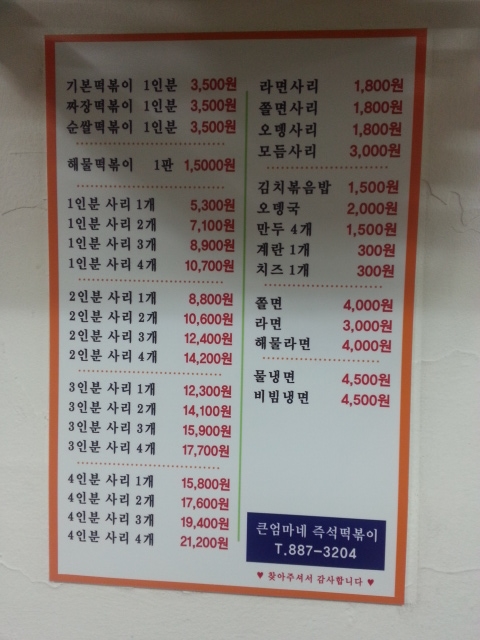 기본떡볶이 1인분 3,500원
짜장떡볶이 1인분 3,500원
순쌀떡볶이 1인분 3,500원
해물떡볶이 1판 1,5000원
1인분 사리 1개 5,300원
1인분 사리 2개 7,100원
1인분 사리 3개 8,900원
1인분 사리 4개 10,700원
2인분 사리 1개 8,800원
2인분 사리 2개 10,600원
2인분 사리 3개 12,400원
2인분 사리 4개 14,200원
3인분 사리 1개 12,300원
3인분 사리 2개 14,100원
3인분 사리 3개 15,900원
3인분 사리 4개 17,700원
4인분 사리 1개 15,800원
4인분 사리 2개 17,600원
4인분 사리 3개 19,400원
4인분 사리 4개 21,200원
라면사리 1,800원
쫄면사리 1,800원
오뎅사리 1,800원
모듬사리 3,000원
김치볶음밥 1,500원
오뎅국 2,000원
만두 4개 1,500원
계란 1개 300원
치즈 1개 300원
쫄면 4,000원
라면 3,000원
해물라면 4,000원
물냉면 4,500원
비빔냉면 4,500원
큰엄마네 즉석떡볶이
T.887-3204
♥ 찾아주셔서 감사합니다 ♥